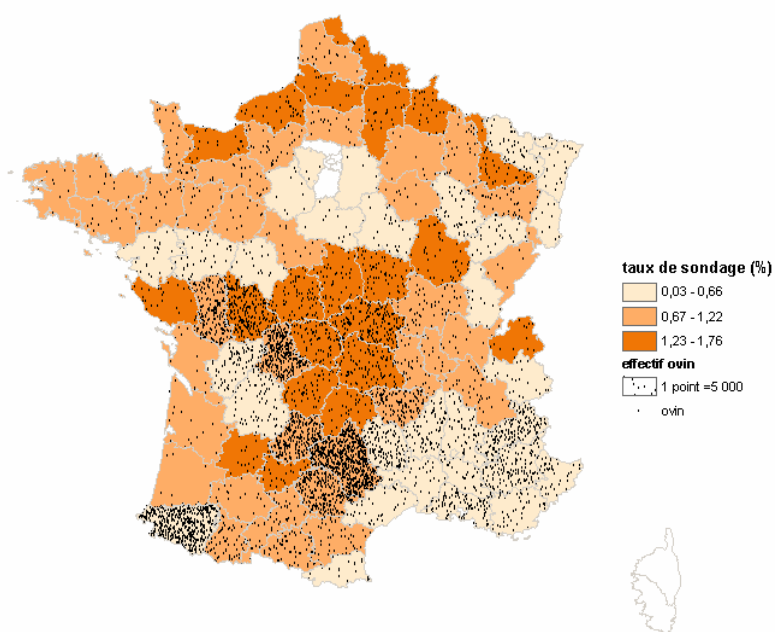 taux de sondage (%)
0,03 - 0,66
0,67 - 1,22
1,23 - 1,76
effectif ovin
1 point =5 000
ovin